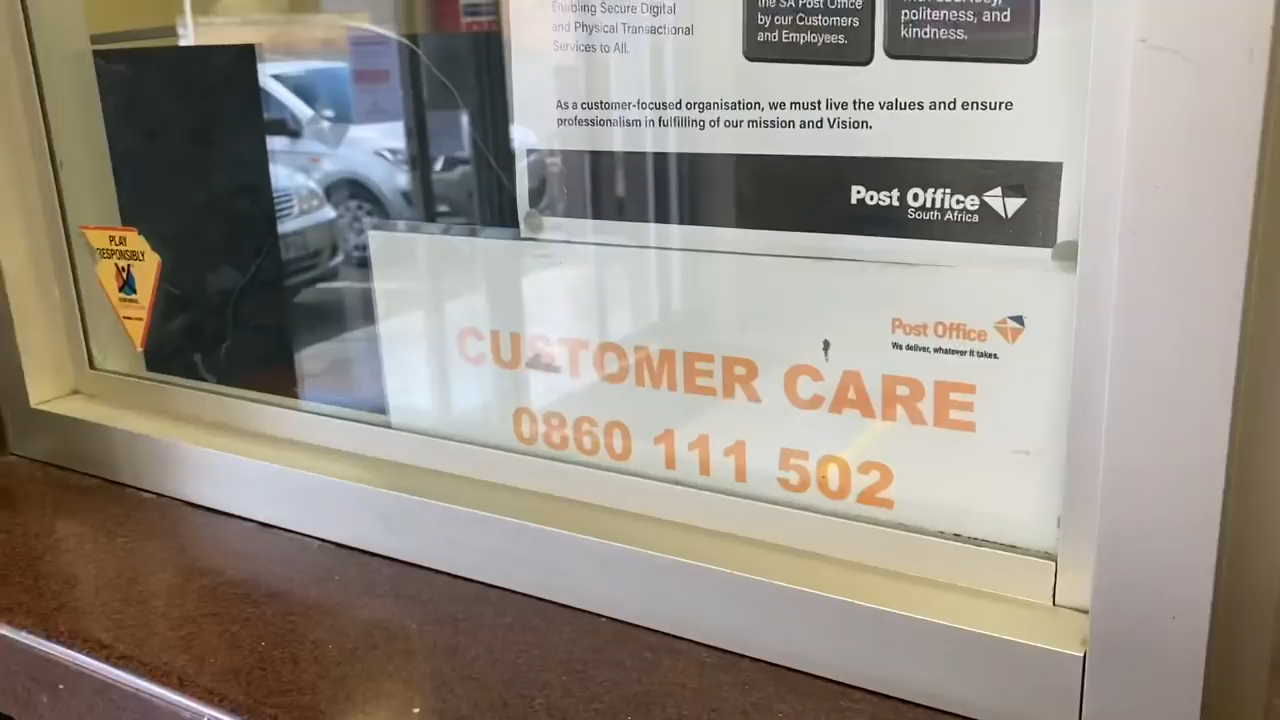 Enabling Secure Digital
and Physical Transactional
Services to All.
the SA Post Office
by our Customers
and Employees.
politeness, and
kindness.
As a customer-focused organisation, we must live the values and ensure
professionalism in fulfilling of our mission and Vision.
Post Office
South Africa
PLAY
RESPONSIBLY
Post Office
We deliver, whatever it takes.
CUSTOMER CARE
0860 111 502